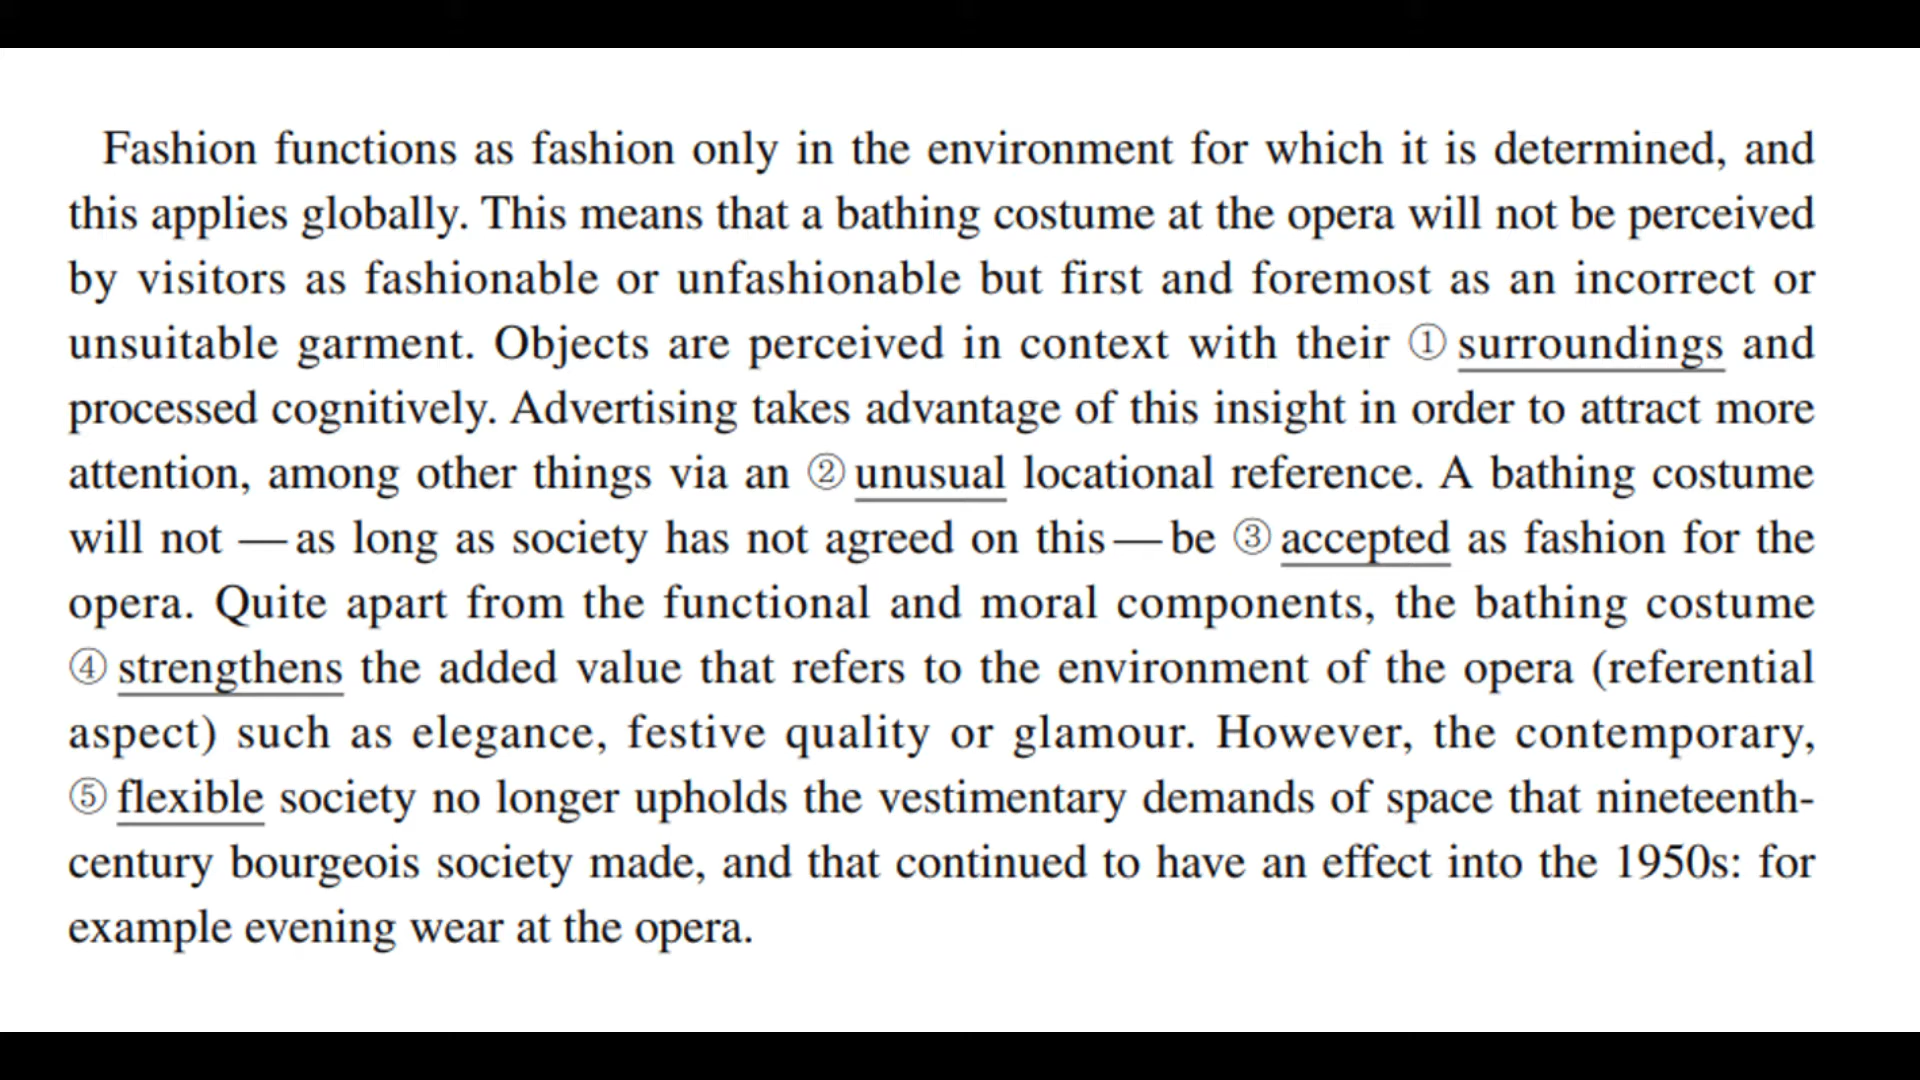 Fashion functions as fashion only in the environment for which it is determined, and
this applies globally. This means that a bathing costume at the opera will not be perceived
by visitors as fashionable or unfashionable but first and foremost as an incorrect or
unsuitable garment. Objects are perceived in context with their ① surroundings and
processed cognitively. Advertising takes advantage of this insight in order to attract more
attention, among other things via an ② unusual locational reference. A bathing costume
will not — as long as society has not agreed on this — be ③ accepted as fashion for the
opera. Quite apart from the functional and moral components, the bathing costume
④ strengthens the added value that refers to the environment of the opera (referential
aspect) such as elegance, festive quality or glamour. However, the contemporary,
⑤ flexible society no longer upholds the vestimentary demands of space that nineteenth-
century bourgeois society made, and that continued to have an effect into the 1950s: for
example evening wear at the opera.